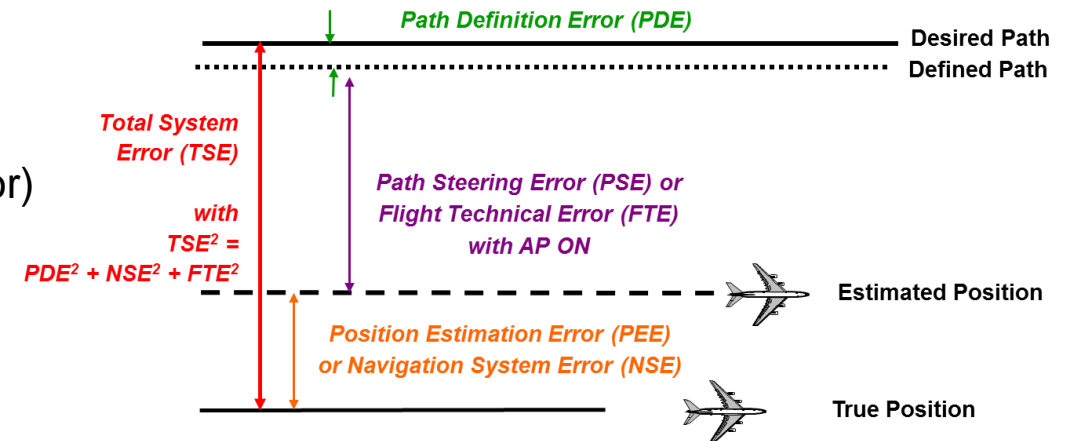 Path Definition Error (PDE)
Desired Path
Defined Path
Total System
Error (TSE)
or)
with
TSE² =
PDE² + NSE² + FTE²
Path Steering Error (PSE) or
Flight Technical Error (FTE)
with AP ON
Estimated Position
Position Estimation Error (PEE)
or Navigation System Error (NSE)
True Position